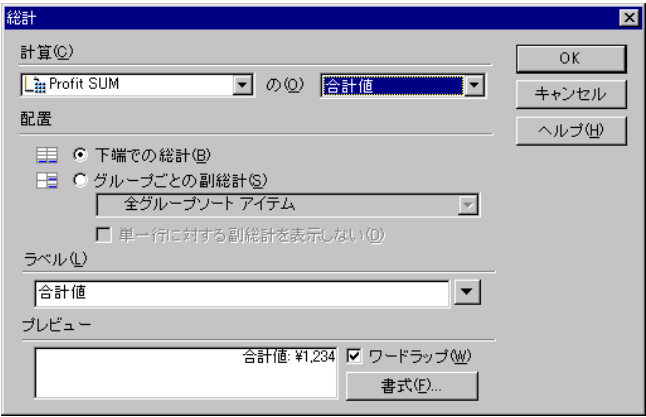 総計
計算(C)
OK
Profit SUM の(O) 合計値
キャンセル
配置
ヘルプ(H)
下端での総計(B)
グループごとの副総計(S)
全グループソート アイテム
単一行に対する副総計を表示しない(D)
ラベル(L)
合計値
プレビュー
合計値: ¥1,234 ワードラップ(W)
書式(F)...